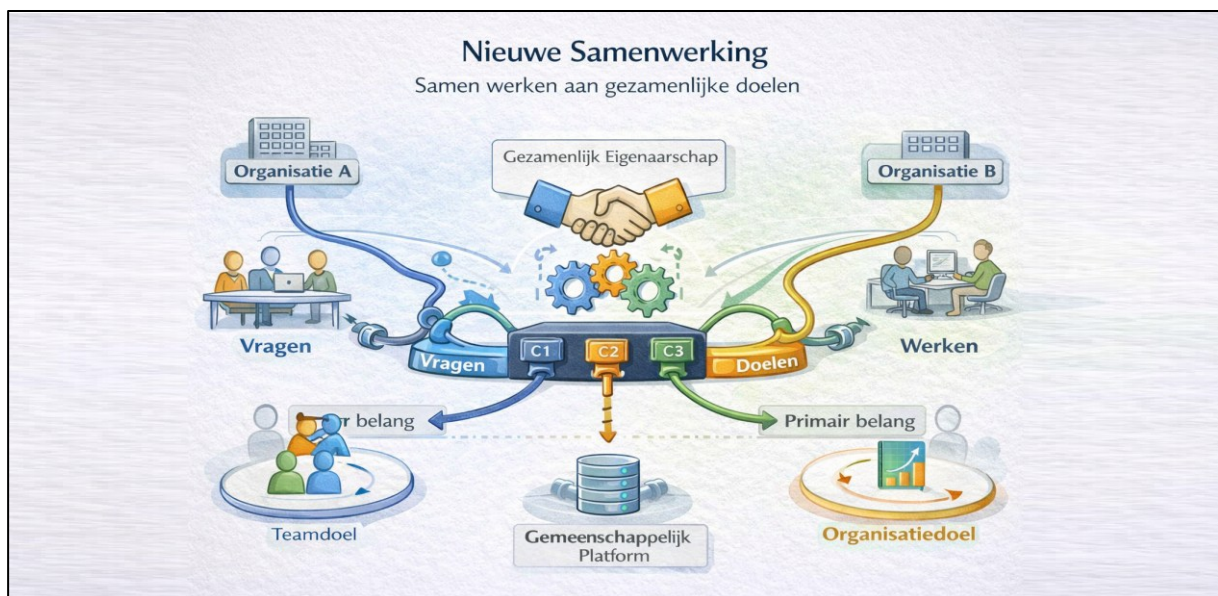 Nieuwe Samenwerking
Samen werken aan gezamenlijke doelen
Organisatie A
Gezamenlijk Eigenaarschap
Organisatie B
Vragen
Vragen
C1
C2
C3
Doelen
Werken
belang
Primair belang
Teamdoel
Gemeenschappelijk
Platform
Organisatiedoel